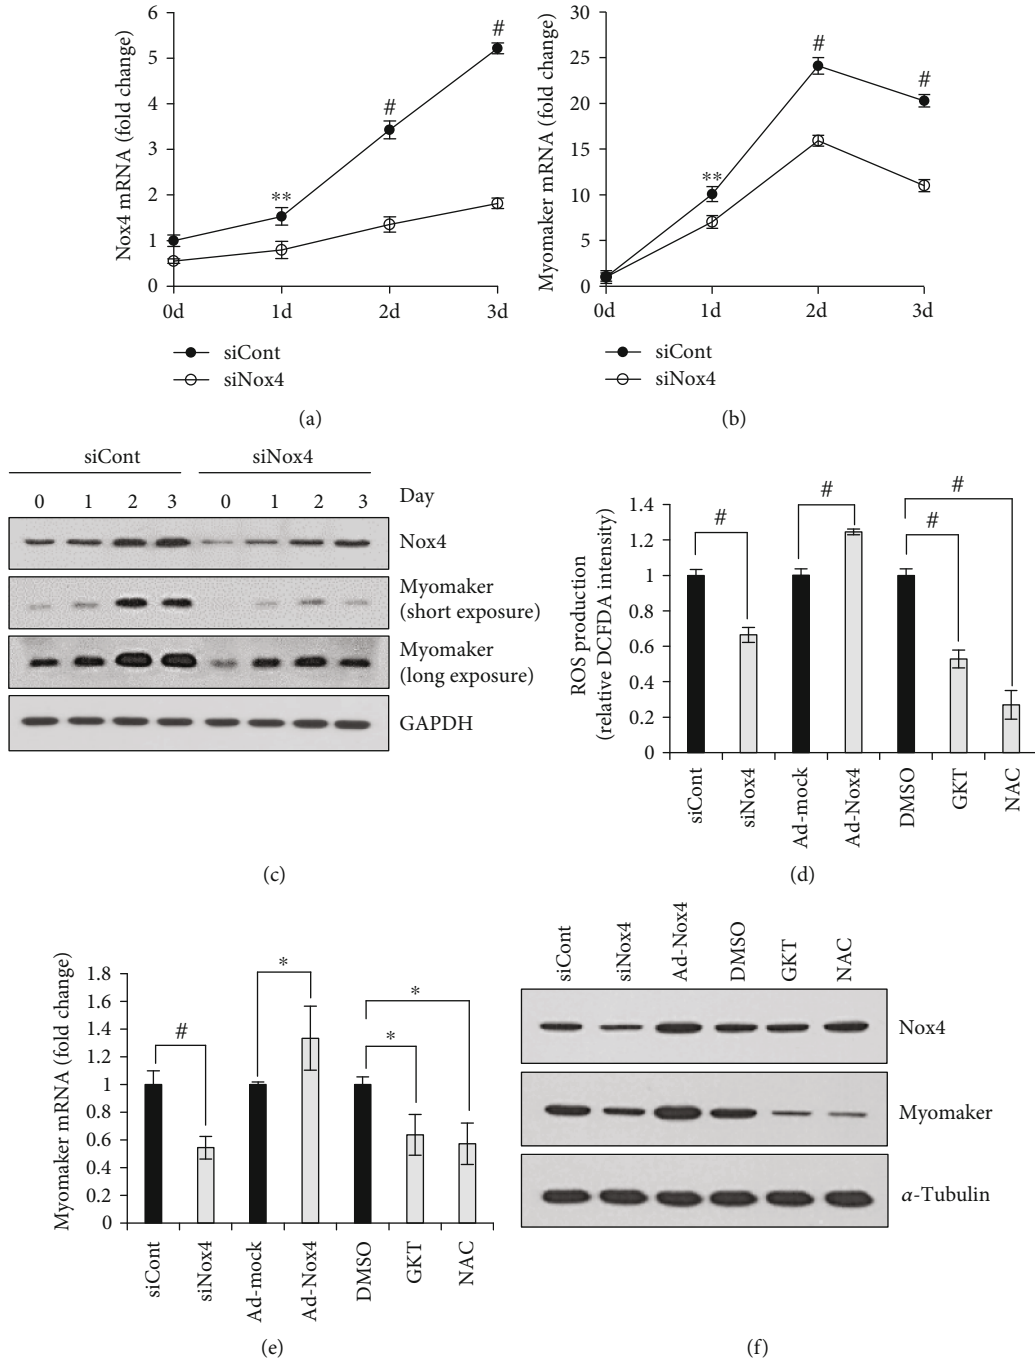 Nox4 mRNA (fold change)
6
5
4
3
2
1
0
#
#
**
0d 1d 2d 3d
siCont
siNox4
(a)
Myomaker mRNA (fold change)
30
25
20
15
10
5
0
#
#
**
0d 1d 2d 3d
siCont
siNox4
(b)
siCont siNox4
0 1 2 3 0 1 2 3 Day
Nox4
Myomaker
(short exposure)
Myomaker
(long exposure)
GAPDH
(c)
ROS production
(relative DCFDA intensity)
1.4
1.2
1
0.8
0.6
0.4
0.2
0
# # # #
siCont siNox4 Ad-mock Ad-Nox4 DMSO GKT NAC
(d)
Myomaker mRNA (fold change)
1.8
1.6
1.4
1.2
1
0.8
0.6
0.4
0.2
0
# * * *
siCont siNox4 Ad-mock Ad-Nox4 DMSO GKT NAC
(e)
siCont siNox4 Ad-Nox4 DMSO GKT NAC
Nox4
Myomaker
α-Tubulin
(f)